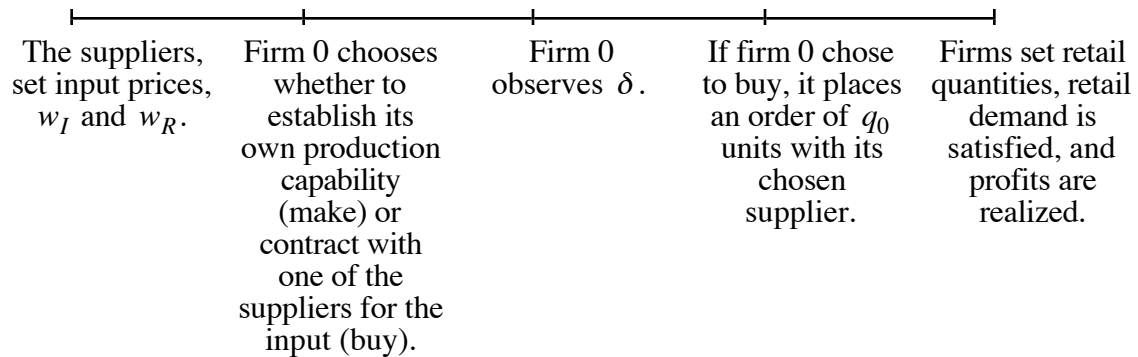 The suppliers,
set input prices,
w_I and w_R.
Firm 0 chooses
whether to
establish its
own production
capability
(make) or
contract with
one of the
suppliers for the
input (buy).
Firm 0
observes δ.
If firm 0 chose
to buy, it places
an order of q_0
units with its
chosen
supplier.
Firms set retail
quantities, retail
demand is
satisfied, and
profits are
realized.